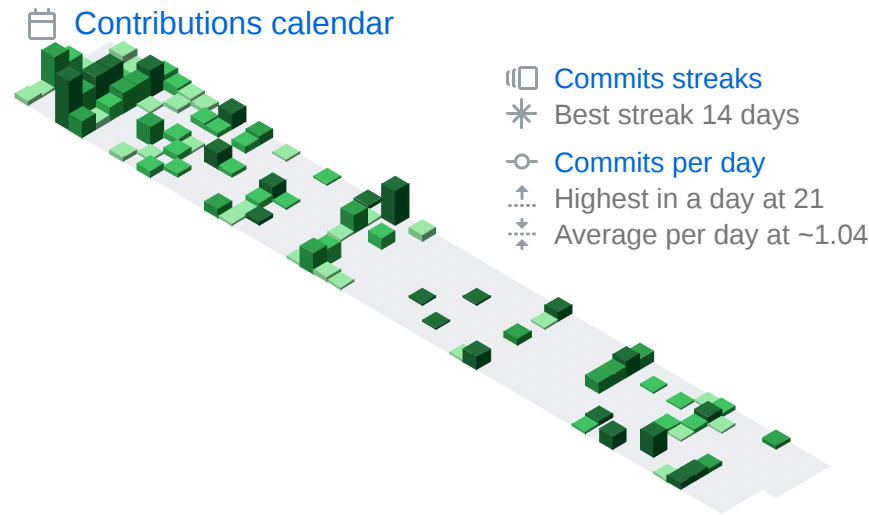 Contributions calendar
Commits streaks
Best streak 14 days
Commits per day
Highest in a day at 21
Average per day at ~1.04